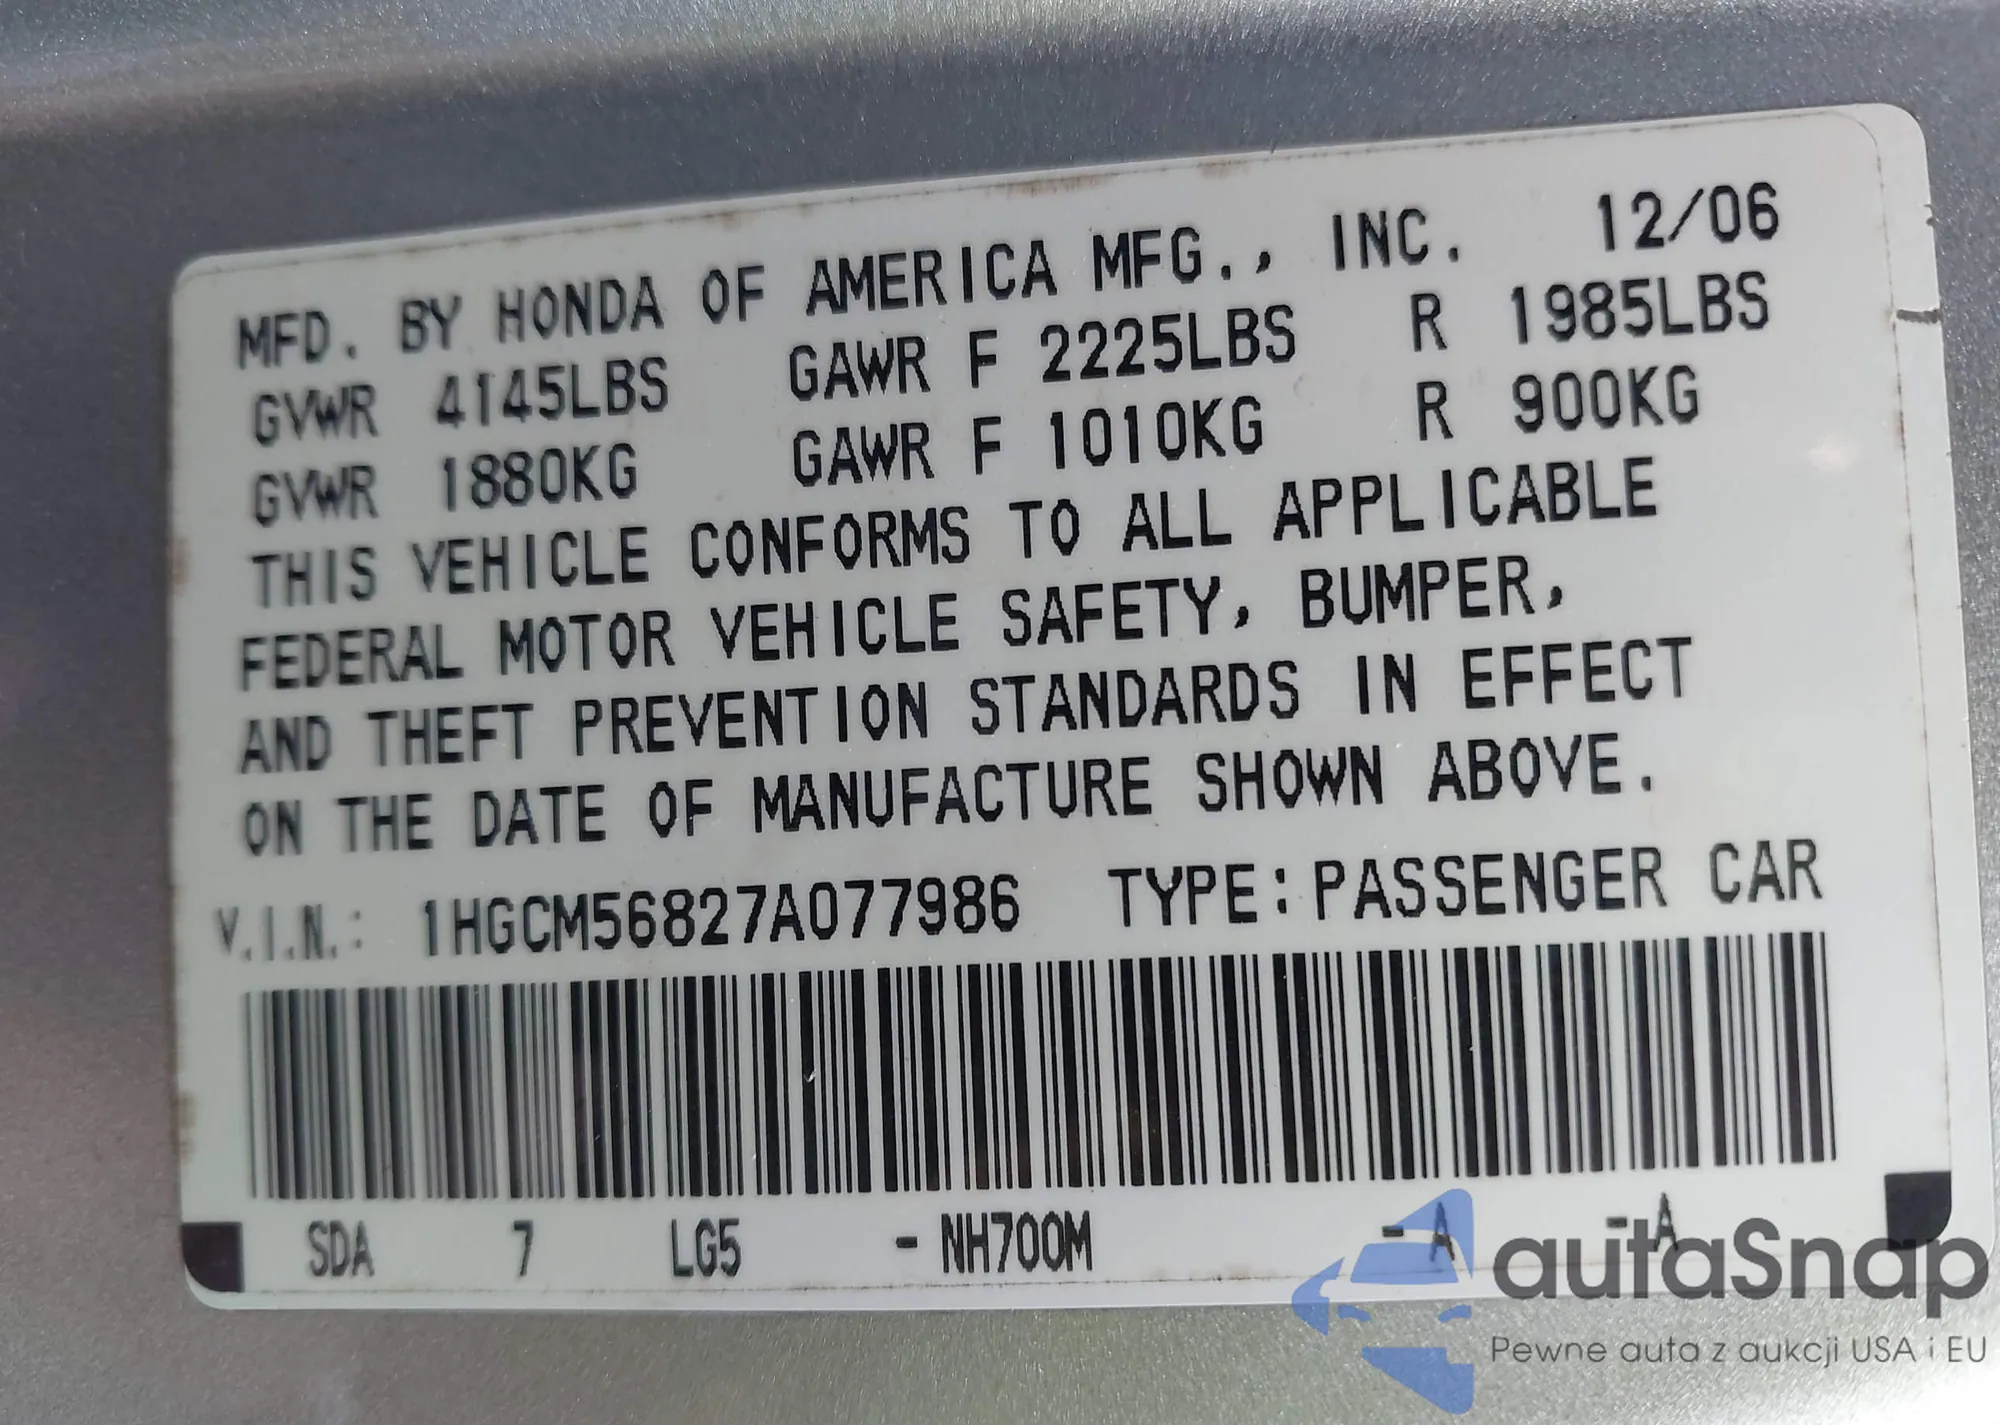 MFD. BY HONDA OF AMERICA MFG., INC. 12/06
GVWR 4145LBS GAWR F 2225LBS R 1985LBS
GVWR 1880KG GAWR F 1010KG R 900KG
THIS VEHICLE CONFORMS TO ALL APPLICABLE
FEDERAL MOTOR VEHICLE SAFETY, BUMPER,
AND THEFT PREVENTION STANDARDS IN EFFECT
ON THE DATE OF MANUFACTURE SHOWN ABOVE.
V.I.N.: 1HGCM56827A077986 TYPE:PASSENGER CAR
SDA 7 LG5 - NH700M - A - A
autaSnap
Pewne auta z aukcji USA i EU